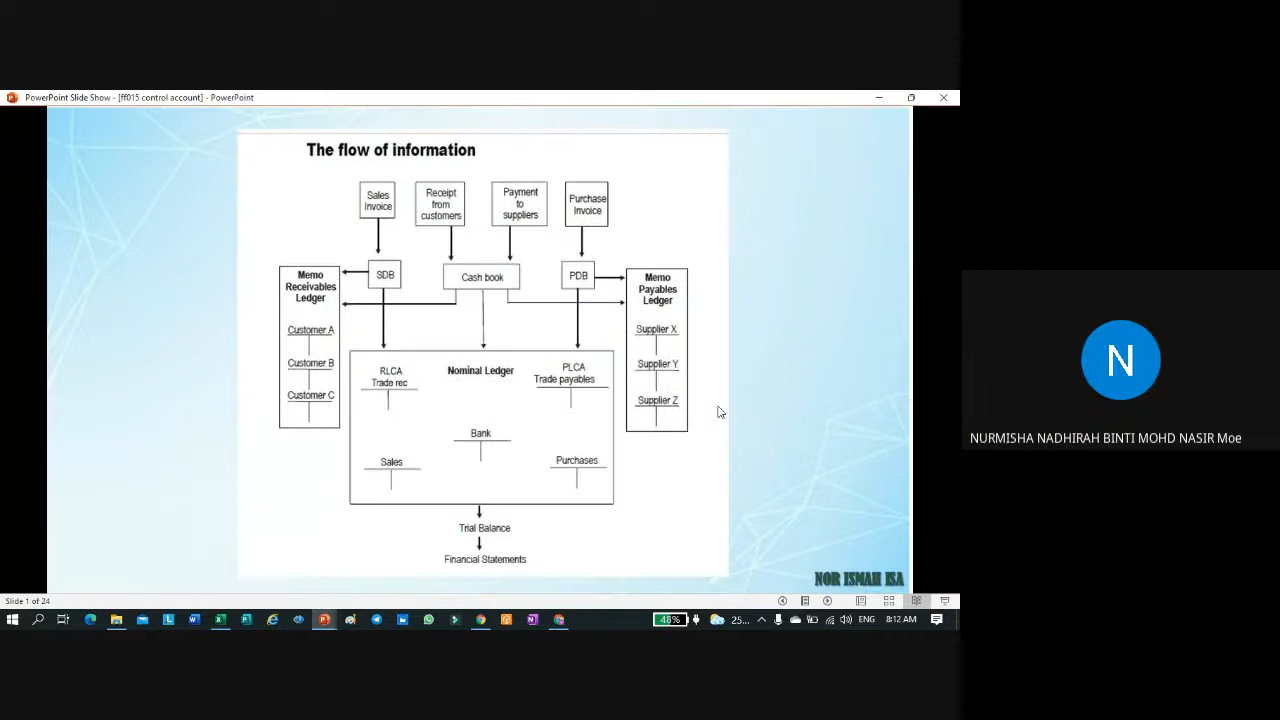 PowerPoint Slide Show - [ff015 control account] - PowerPoint
The flow of information
Sales
Invoice
Receipt
from
customers
Payment
to
suppliers
Purchase
Invoice
SDB
Cash book
PDB
Memo
Receivables
Ledger
Customer A
Customer B
Customer C
Memo
Payables
Ledger
Supplier X
Supplier Y
Supplier Z
RLCA
Trade rec
Nominal Ledger
PLCA
Trade payables
Bank
Sales
Purchases
Trial Balance
Financial Statements
NOR ISMAH ISA
Slide 1 of 24
48%
25...
ENG
8:12 AM
N
NURMISHA NADHIRAH BINTI MOHD NASIR Moe